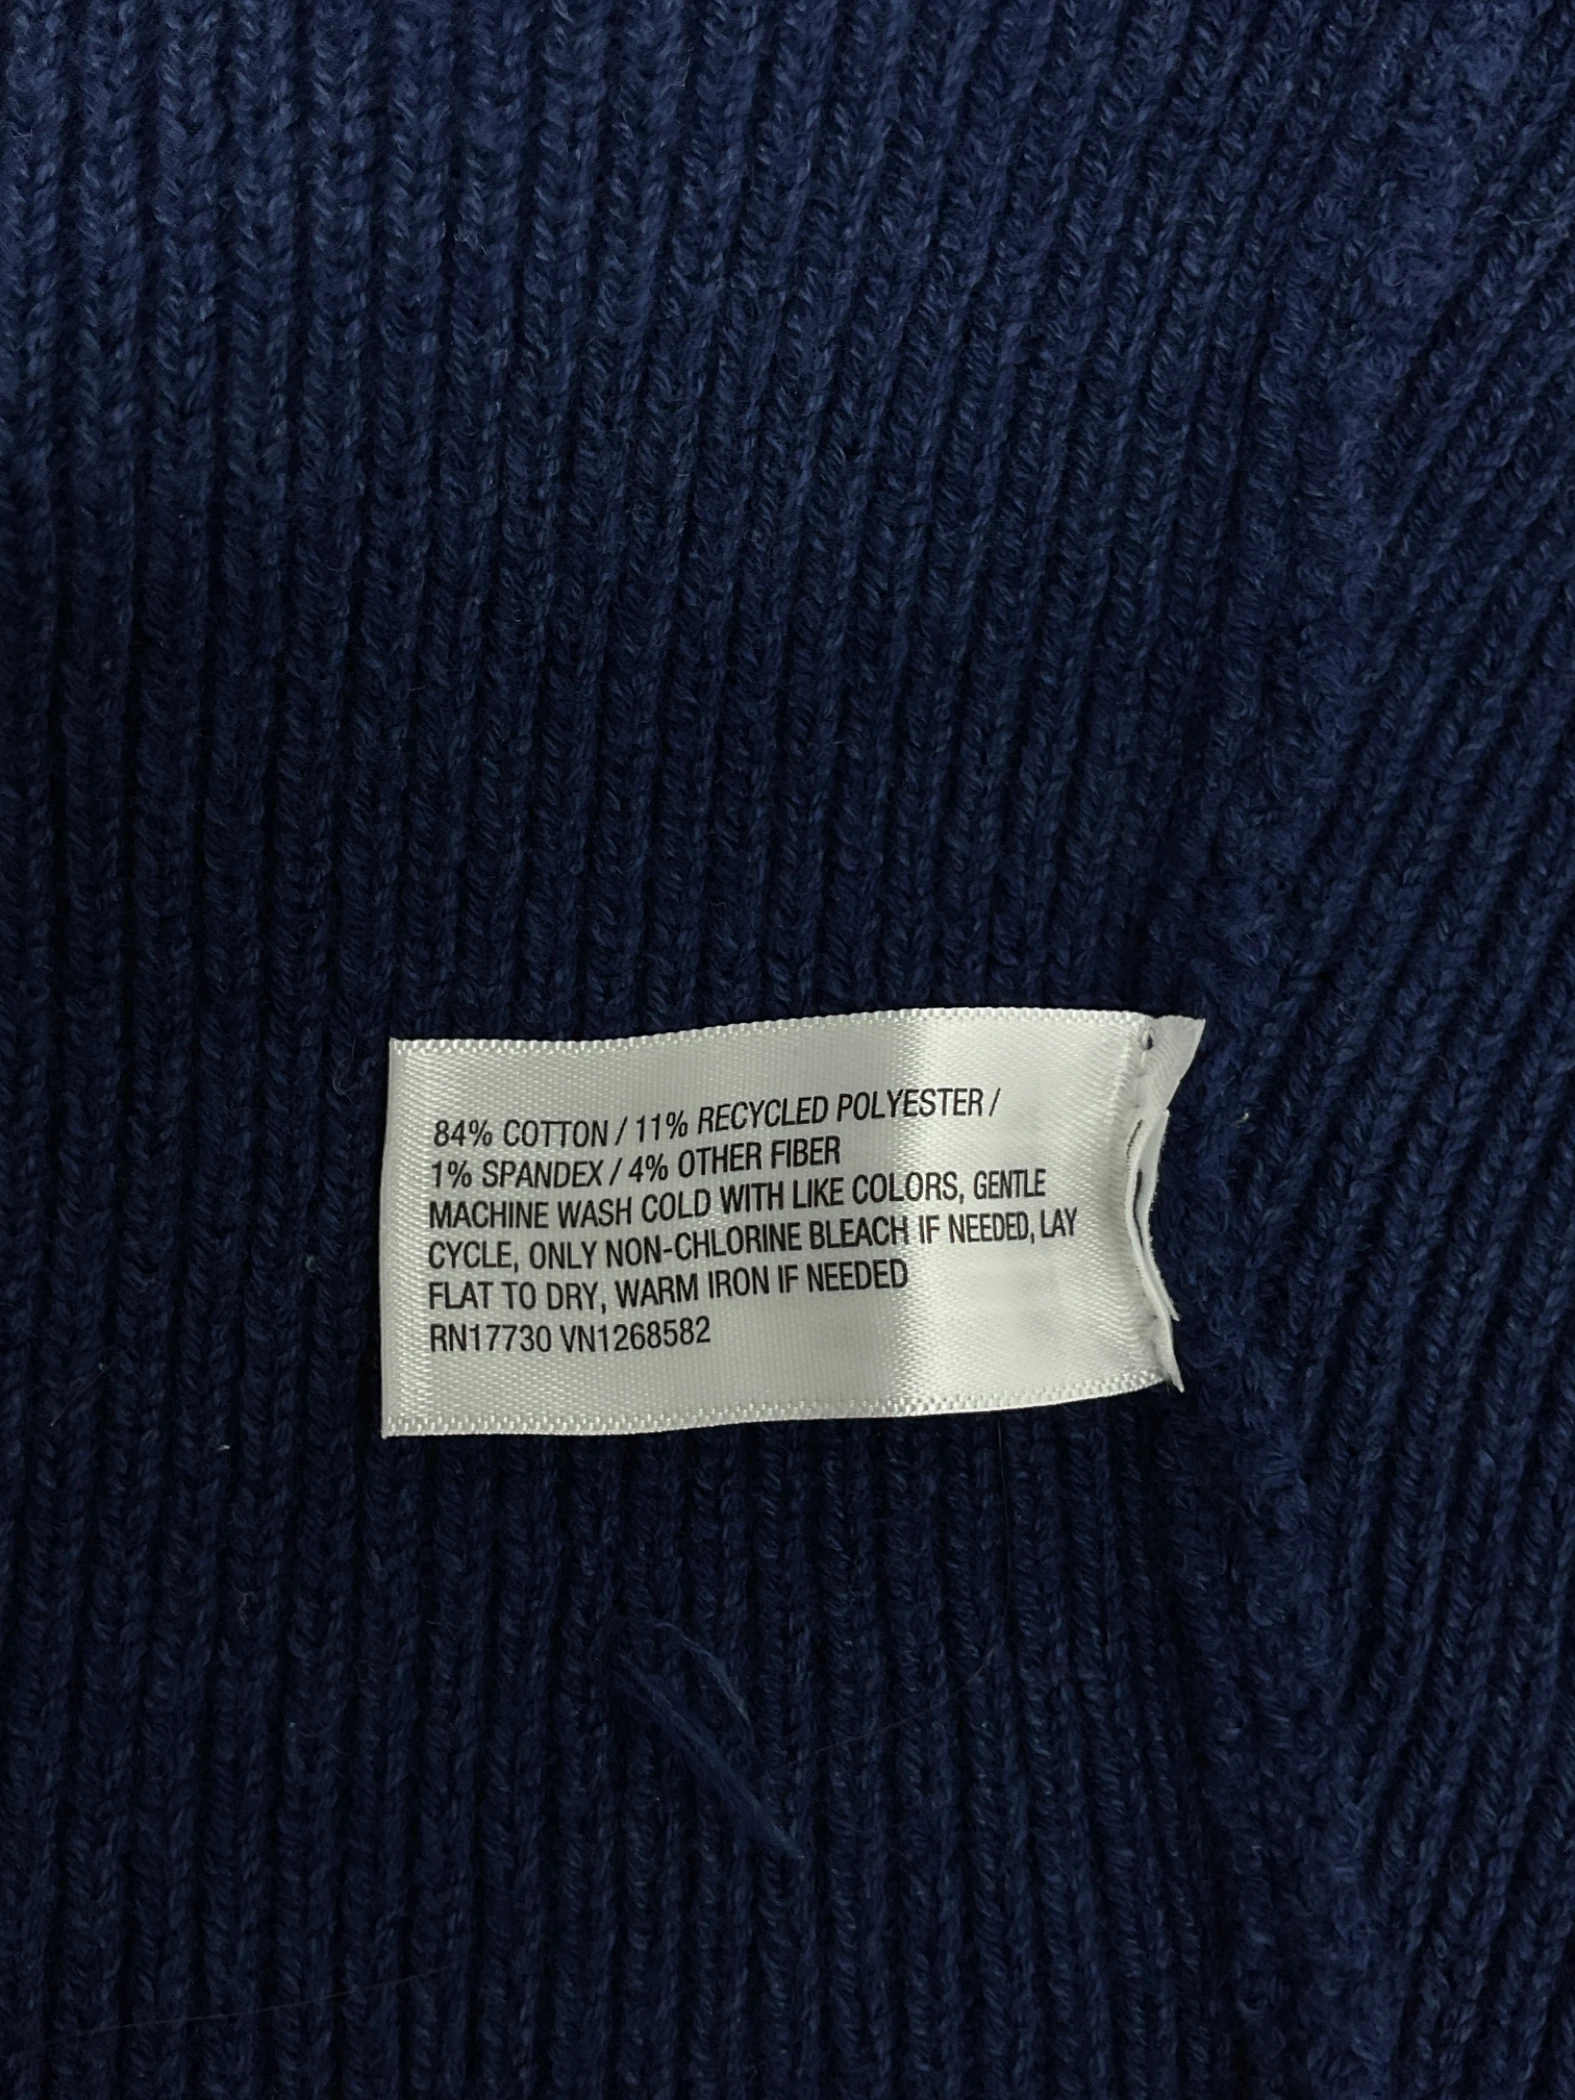 84% COTTON / 11% RECYCLED POLYESTER /
1% SPANDEX / 4% OTHER FIBER
MACHINE WASH COLD WITH LIKE COLORS, GENTLE
CYCLE, ONLY NON-CHLORINE BLEACH IF NEEDED, LAY
FLAT TO DRY, WARM IRON IF NEEDED
RN17730 VN1268582